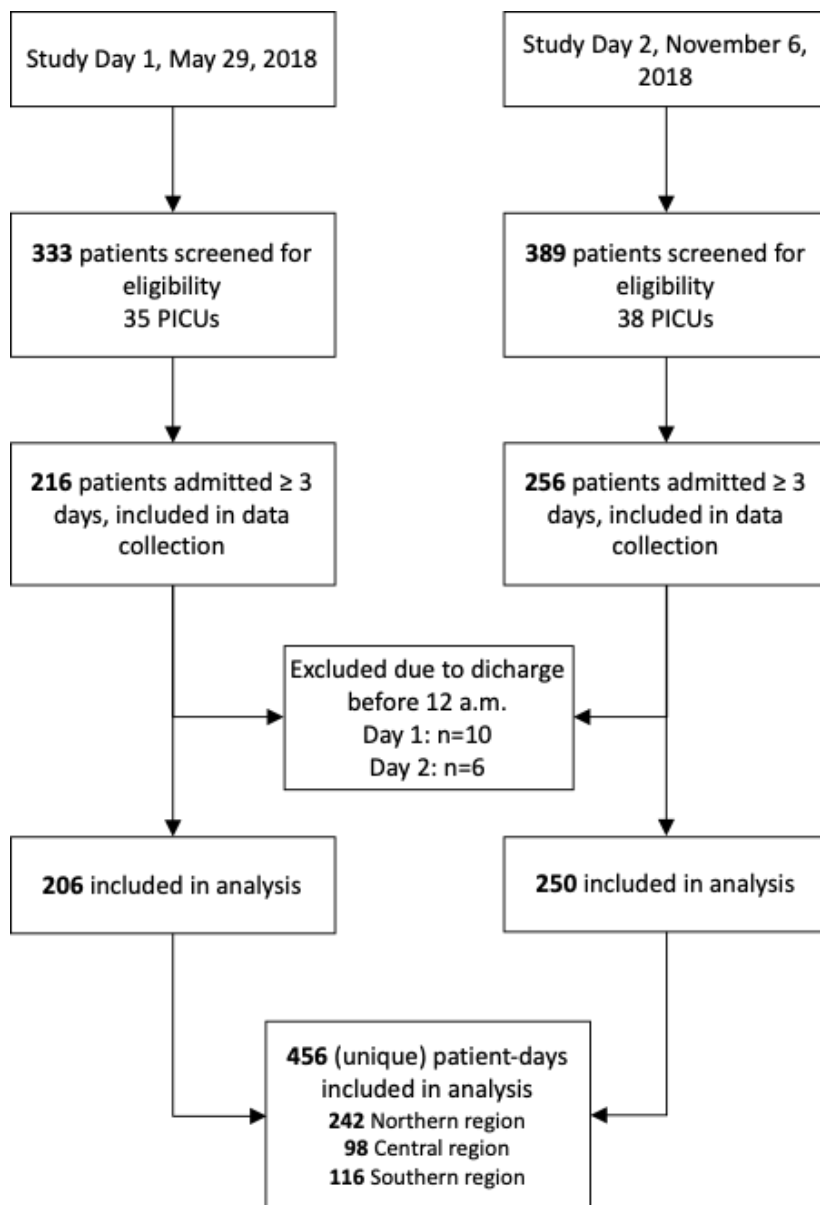 Study Day 1, May 29, 2018
Study Day 2, November 6,
2018
333 patients screened for
eligibility
35 PICUs
389 patients screened for
eligibility
38 PICUs
216 patients admitted ≥ 3
days, included in data
collection
256 patients admitted ≥ 3
days, included in data
collection
Excluded due to dicharge
before 12 a.m.
Day 1: n=10
Day 2: n=6
206 included in analysis
250 included in analysis
456 (unique) patient-days
included in analysis
242 Northern region
98 Central region
116 Southern region